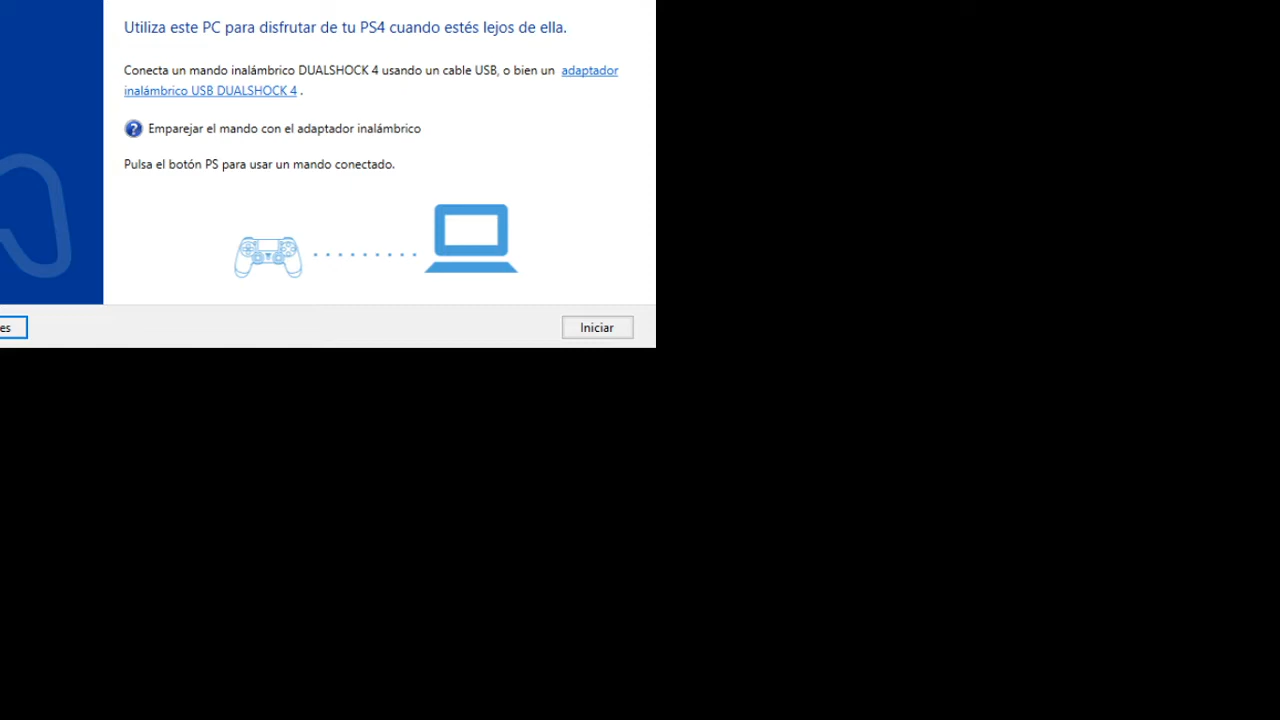 Utiliza este PC para disfrutar de tu PS4 cuando estés lejos de ella.
Conecta un mando inalámbrico DUALSHOCK 4 usando un cable USB, o bien un adaptador
inalámbrico USB DUALSHOCK 4 .
? Emparejar el mando con el adaptador inalámbrico
Pulsa el botón PS para usar un mando conectado.
es Iniciar